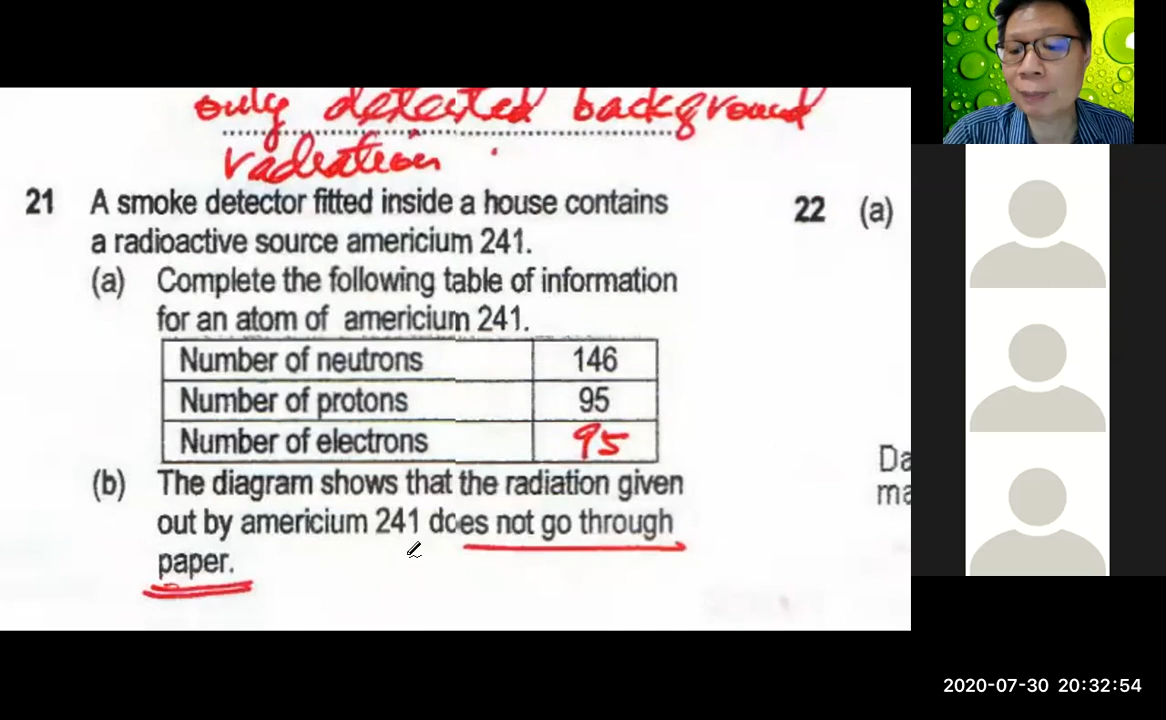 only detected background
radiation.
21 A smoke detector fitted inside a house contains
a radioactive source americium 241.
(a) Complete the following table of information
for an atom of americium 241.
Number of neutrons 146
Number of protons 95
Number of electrons 95
(b) The diagram shows that the radiation given
out by americium 241 does not go through
paper.
22 (a)
Da
ma
2020-07-30 20:32:54